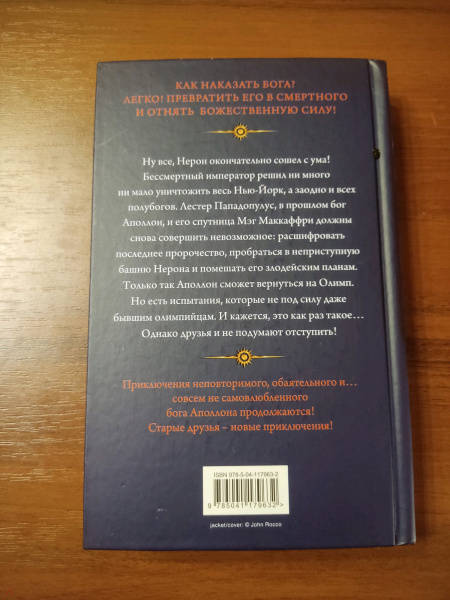 КАК НАКАЗАТЬ БОГА?
ЛЕГКО! ПРЕВРАТИТЬ ЕГО В СМЕРТНОГО
И ОТНЯТЬ БОЖЕСТВЕННУЮ СИЛУ!
Ну все, Нерон окончательно сошел с ума!
Бессмертный император решил ни много
ни мало уничтожить весь Нью-Йорк, а заодно и всех
полубогов. Лестер Пападопулус, в прошлом бог
Аполлон, и его спутница Мэг Маккаффри должны
снова совершить невозможное: расшифровать
последнее пророчество, пробраться в неприступную
башню Нерона и помешать его злодейским планам.
Только так Аполлон сможет вернуться на Олимп.
Но есть испытания, которые не под силу даже
бывшим олимпийцам. И кажется, это как раз такое...
Однако друзья и не подумают отступить!
Приключения неповторимого, обаятельного и...
совсем не самовлюбленного
бога Аполлона продолжаются!
Старые друзья – новые приключения!
ISBN 978-5-04-117963-2
9 785041 179632 >
jacket/cover: © John Rocco